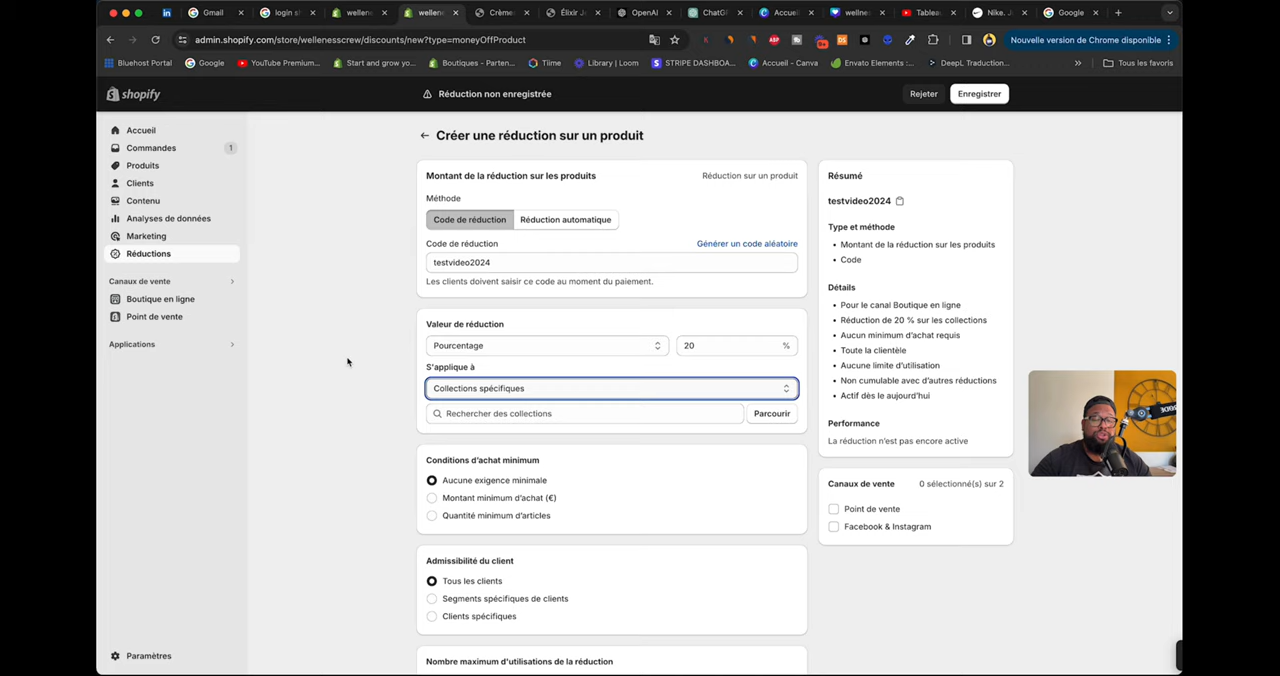 Gmail
login s
wellen
wellene
Crème
Élixir J
OpenAI
ChatG
Accuei
wellne
Tablea
Nike. J
Google
admin.shopify.com/store/wellenesscrew/discounts/new?type=moneyOffProduct
Nouvelle version de Chrome disponible
Bluehost Portal
Google
YouTube Premium...
Start and grow yo...
Boutiques - Parten...
Tiime
Library | Loom
STRIPE DASHBOA...
Accueil - Canva
Envato Elements :...
DeepL Traduction...
Tous les favoris
shopify
Réduction non enregistrée
Rejeter
Enregistrer
Accueil
Commandes 1
Produits
Clients
Contenu
Analyses de données
Marketing
Réductions
Canaux de vente
Boutique en ligne
Point de vente
Applications
Paramètres
Créer une réduction sur un produit
Montant de la réduction sur les produits
Réduction sur un produit
Méthode
Code de réduction
Réduction automatique
Code de réduction
Générer un code aléatoire
testvideo2024
Les clients doivent saisir ce code au moment du paiement.
Valeur de réduction
Pourcentage
20 %
S'applique à
Collections spécifiques
Rechercher des collections
Parcourir
Conditions d'achat minimum
Aucune exigence minimale
Montant minimum d'achat (€)
Quantité minimum d'articles
Admissibilité du client
Tous les clients
Segments spécifiques de clients
Clients spécifiques
Nombre maximum d'utilisations de la réduction
Résumé
testvideo2024
Type et méthode
• Montant de la réduction sur les produits
• Code
Détails
• Pour le canal Boutique en ligne
• Réduction de 20 % sur les collections
• Aucun minimum d'achat requis
• Toute la clientèle
• Aucune limite d'utilisation
• Non cumulable avec d'autres réductions
• Actif dès le aujourd'hui
Performance
La réduction n'est pas encore active
Canaux de vente
0 sélectionné(s) sur 2
Point de vente
Facebook & Instagram